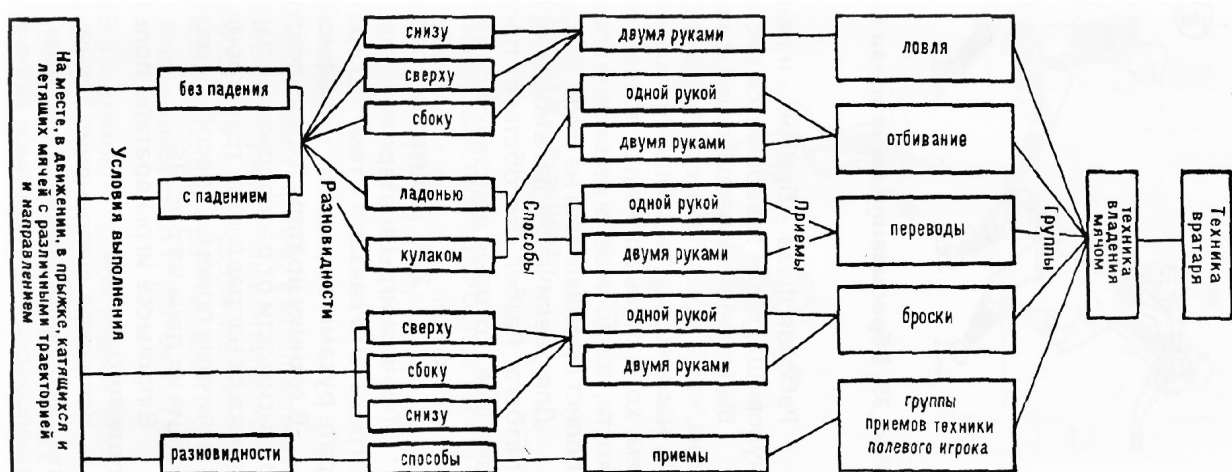 Техника
вратаря
техника
владения
мячом
Группы
ловля
отбивание
переводы
броски
группы
приемов техники
полевого игрока
Приемы
двумя руками
одной рукой
двумя руками
одной рукой
двумя руками
одной рукой
двумя руками
приемы
Способы
снизу
сверху
сбоку
ладонью
кулаком
сверху
сбоку
снизу
способы
Разновидности
без падения
с падением
разновидности
Условия выполнения
На месте, в движении, в прыжке, катящихся и
летящих мячей с различными траекторией
и направлением